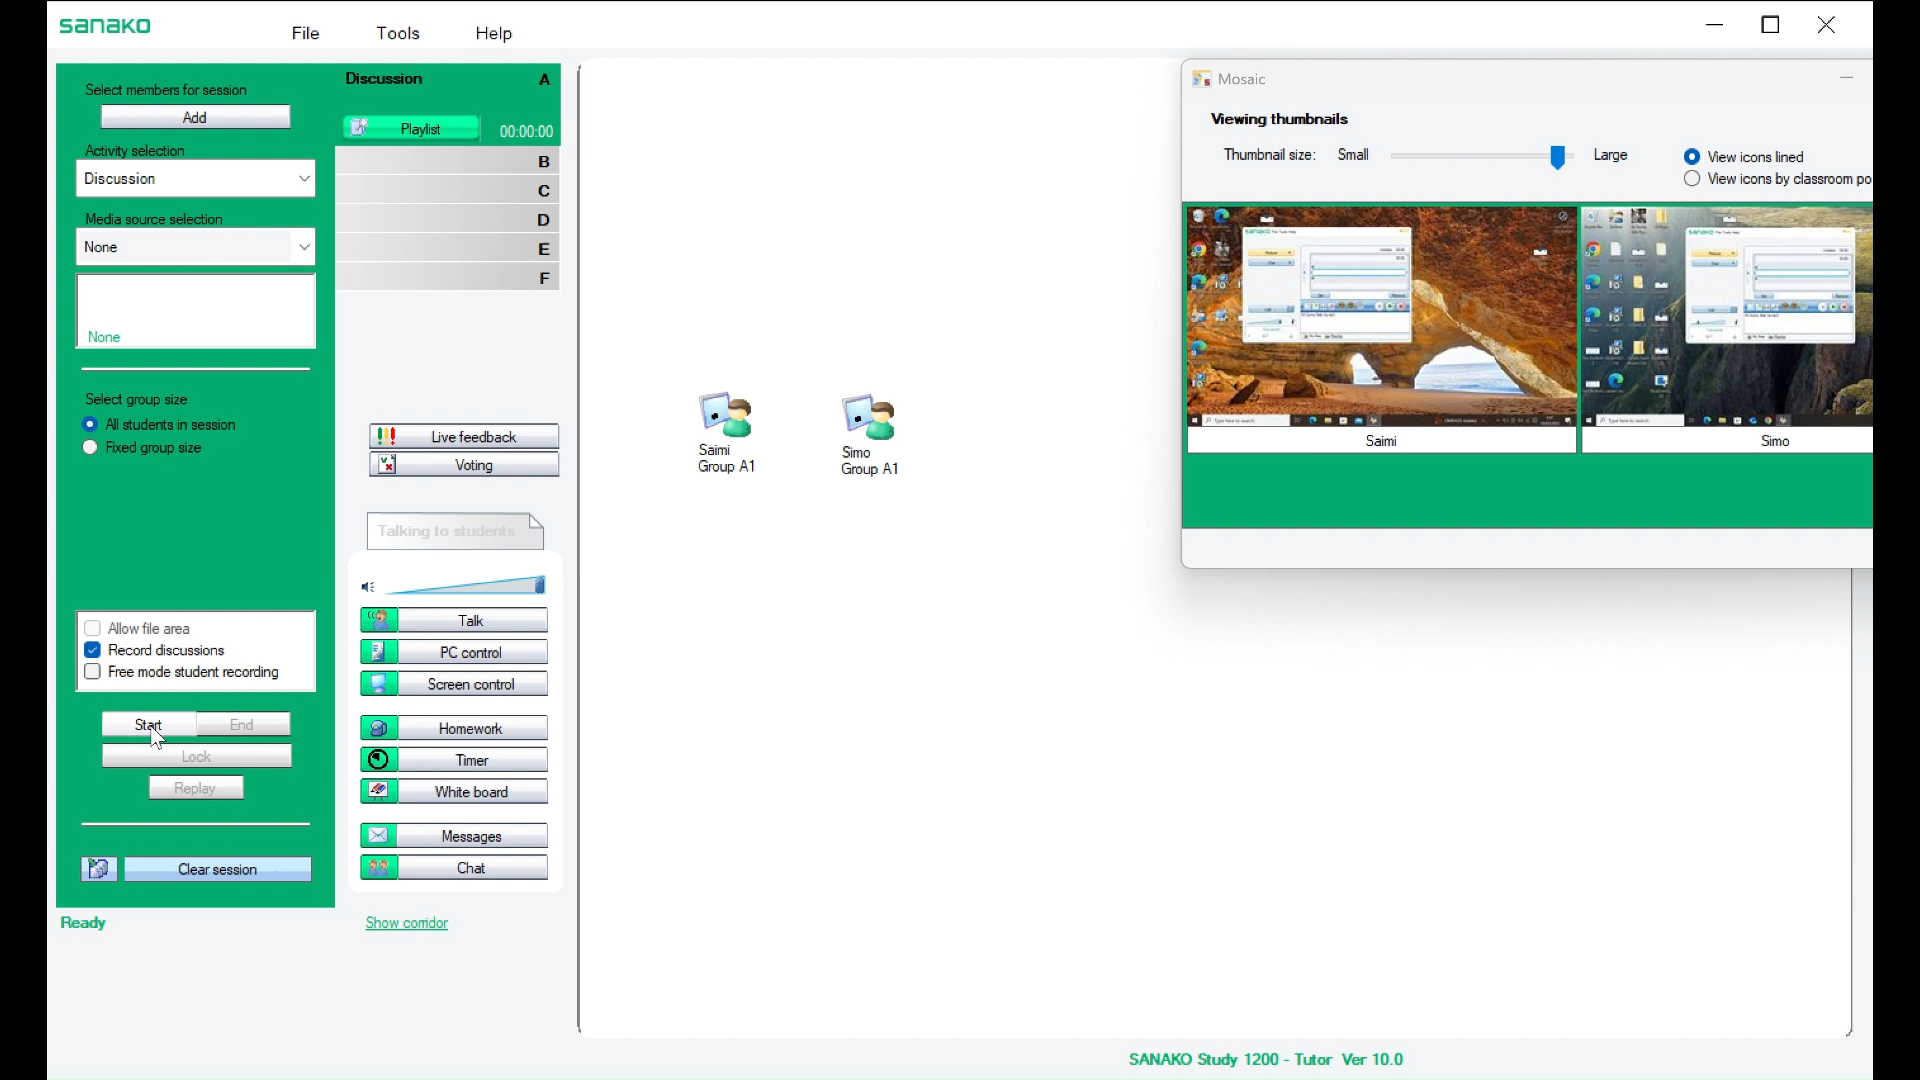 sanako
File Tools Help
Select members for session
Add
Activity selection
Discussion
Media source selection
None
None
Select group size
All students in session
Fixed group size
Allow file area
Record discussions
Free mode student recording
Start End
Lock
Replay
Clear session
Ready
Discussion A
Playlist 00:00:00
B
C
D
E
F
Live feedback
Voting
Talking to students
Talk
PC control
Screen control
Homework
Timer
White board
Messages
Chat
Show corridor
Saimi
Group A1
Simo
Group A1
Mosaic
Viewing thumbnails
Thumbnail size: Small Large
View icons lined
View icons by classroom po
Saimi
Simo
SANAKO Study 1200 - Tutor Ver 10.0